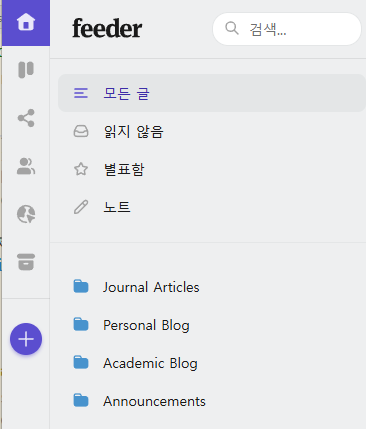 feeder
검색...
모든 글
읽지 않음
별표함
노트
Journal Articles
Personal Blog
Academic Blog
Announcements